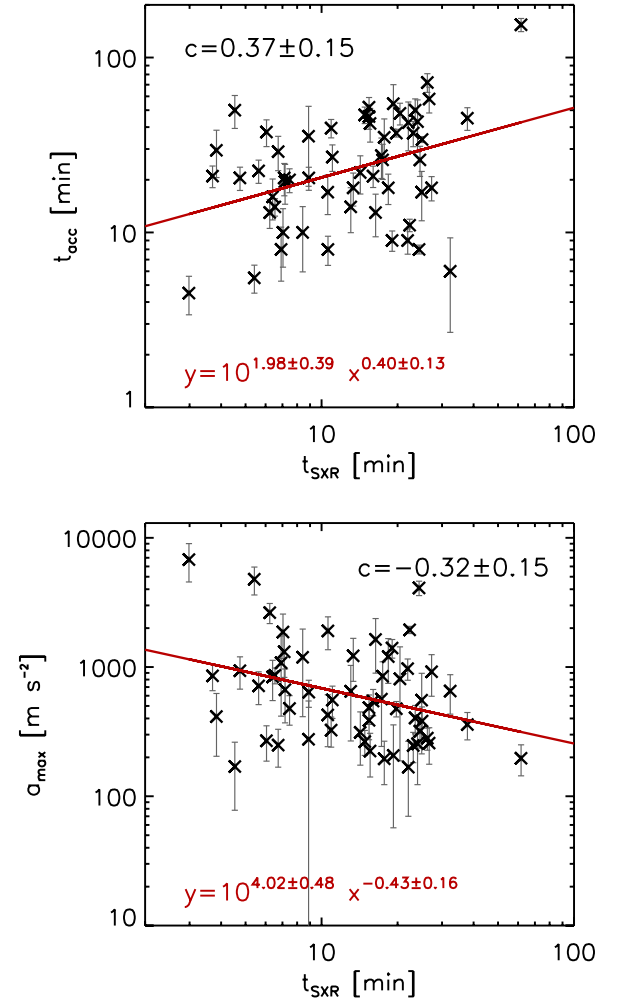 100
10
1
t_acc [min]
c=0.37±0.15
y=10^1.98±0.39 x^0.40±0.13
10 100
t_SXR [min]
10000
1000
100
10
a_max [m s^-2]
c=−0.32±0.15
y=10^4.02±0.48 x^−0.43±0.16
10 100
t_SXR [min]